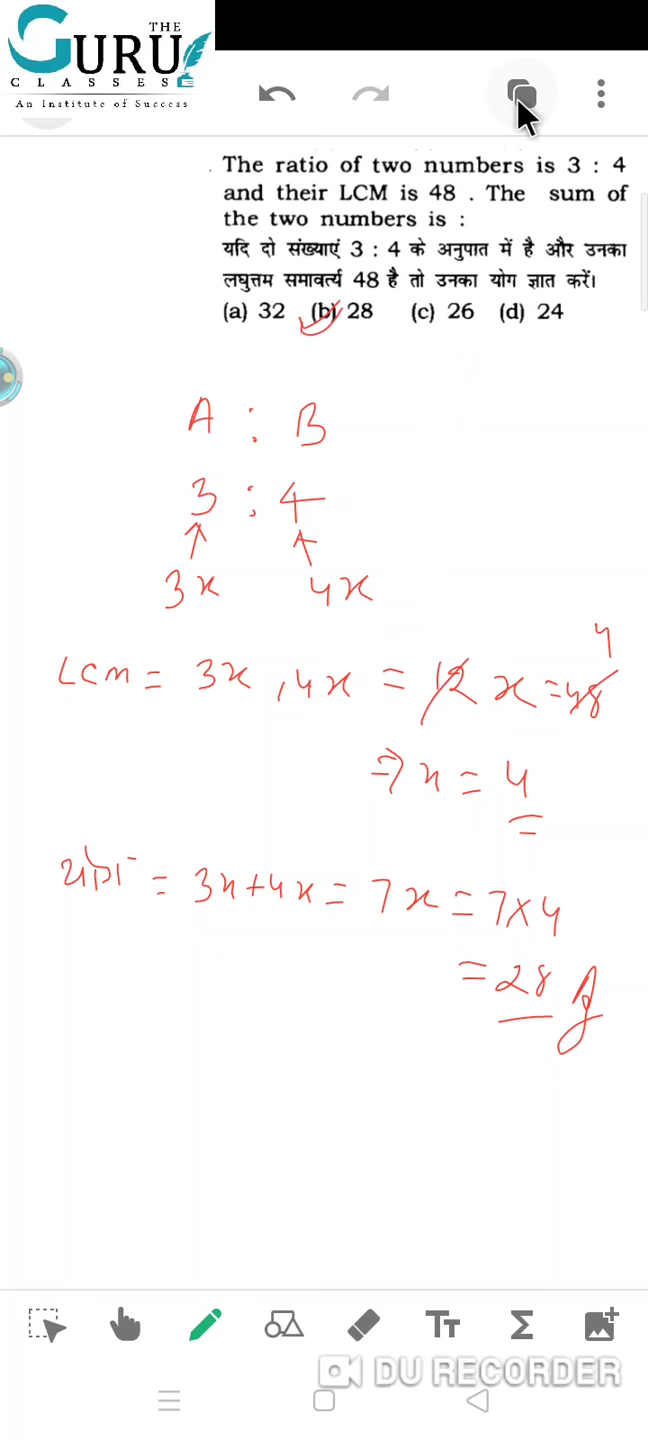 THE
GURU
CLASSES
An Institute of Success
The ratio of two numbers is 3 : 4
and their LCM is 48 . The sum of
the two numbers is :
यदि दो संख्याएं 3 : 4 के अनुपात में है और उनका
लघुत्तम समावर्त्य 48 है तो उनका योग ज्ञात करें।
(a) 32 (b) 28 (c) 26 (d) 24
A : B
3 : 4
3x 4x
4
LCM = 3x , 4x = 12 x = 48
⇒ x = 4
योग = 3x + 4x = 7x = 7 × 4
= 28
Tт Σ
DU RECORDER